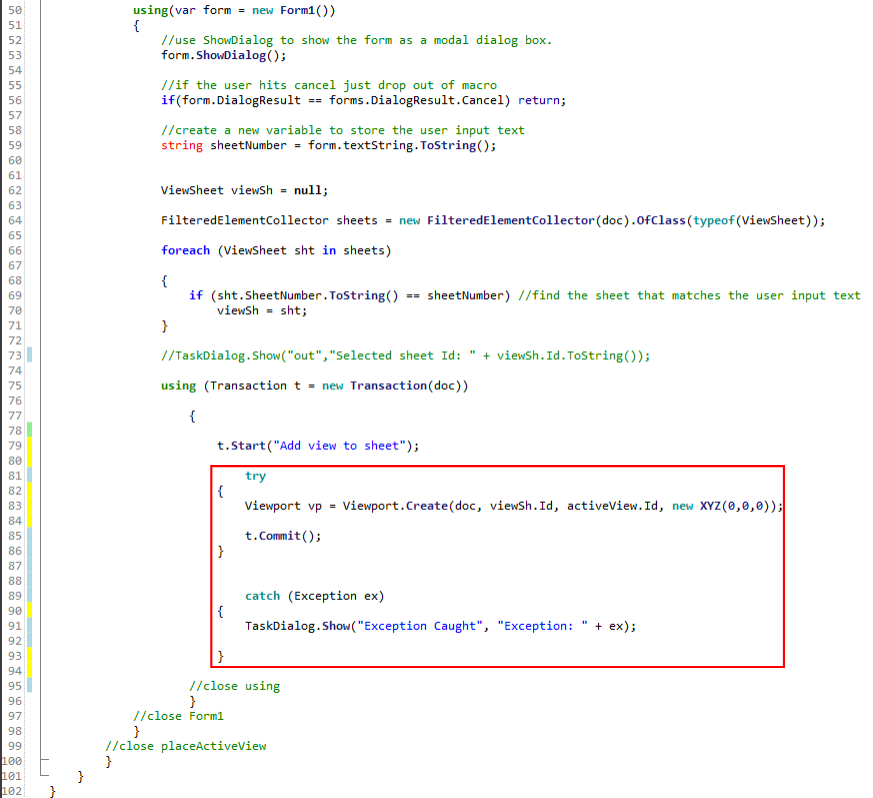 50 using(var form = new Form1())
51 {
52 //use ShowDialog to show the form as a modal dialog box.
53 form.ShowDialog();
54
55 //if the user hits cancel just drop out of macro
56 if(form.DialogResult == forms.DialogResult.Cancel) return;
57
58 //create a new variable to store the user input text
59 string sheetNumber = form.textString.ToString();
60
61
62 ViewSheet viewSh = null;
63
64 FilteredElementCollector sheets = new FilteredElementCollector(doc).OfClass(typeof(ViewSheet));
65
66 foreach (ViewSheet sht in sheets)
67
68 {
69 if (sht.SheetNumber.ToString() == sheetNumber) //find the sheet that matches the user input text
70 viewSh = sht;
71 }
72
73 //TaskDialog.Show("out","Selected sheet Id: " + viewSh.Id.ToString());
74
75 using (Transaction t = new Transaction(doc))
76
77 {
78
79 t.Start("Add view to sheet");
80
81 try
82 {
83 Viewport vp = Viewport.Create(doc, viewSh.Id, activeView.Id, new XYZ(0,0,0));
84
85 t.Commit();
86 }
87
88
89 catch (Exception ex)
90 {
91 TaskDialog.Show("Exception Caught", "Exception: " + ex);
92
93 }
94
95 //close using
96 }
97 //close Form1
98 }
99 //close placeActiveView
100 }
101 }
102 }